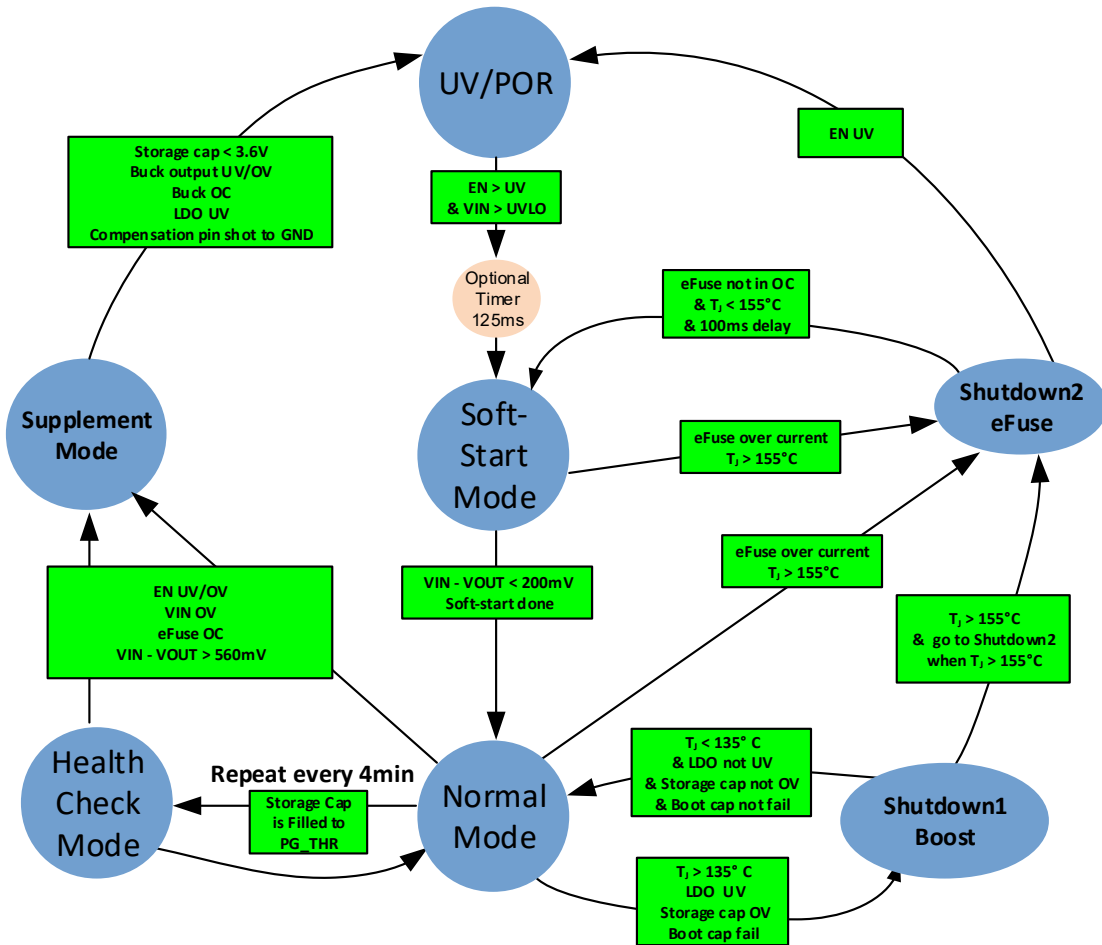 UV/POR
EN UV
Storage cap < 3.6V
Buck output UV/OV
Buck OC
LDO UV
Compensation pin shot to GND
EN > UV
& VIN > UVLO
Optional
Timer
125ms
eFuse not in OC
& TJ < 155°C
& 100ms delay
Supplement
Mode
Soft-
Start
Mode
Shutdown2
eFuse
eFuse over current
TJ > 155°C
eFuse over current
TJ > 155°C
VIN - VOUT < 200mV
Soft-start done
EN UV/OV
VIN OV
eFuse OC
VIN - VOUT > 560mV
TJ > 155°C
& go to Shutdown2
when TJ > 155°C
Health
Check
Mode
Repeat every 4min
Storage Cap
is Filled to
PG_THR
Normal
Mode
TJ < 135° C
& LDO not UV
& Storage cap not OV
& Boot cap not fail
Shutdown1
Boost
TJ > 135° C
LDO UV
Storage cap OV
Boot cap fail